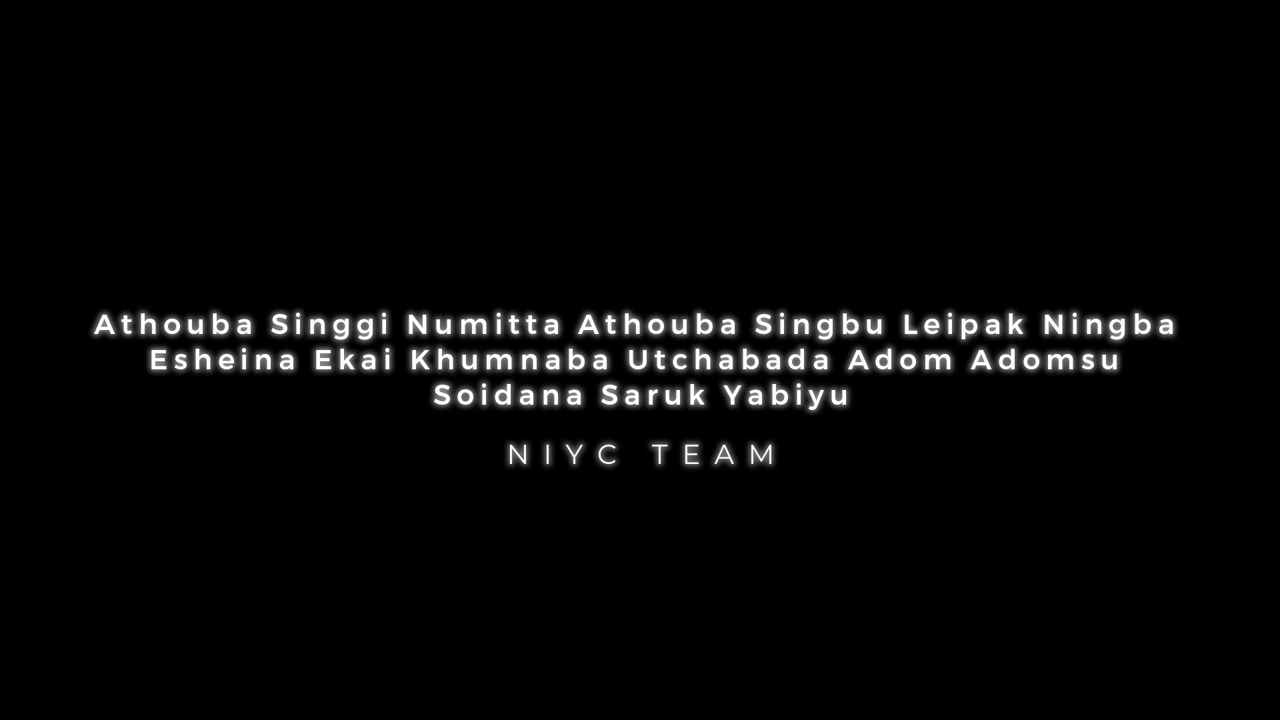 Athouba Singgi Numitta Athouba Singbu Leipak Ningba
Esheina Ekai Khumnaba Utchabada Adom Adomsu
Soidana Saruk Yabiyu
NIYC TEAM